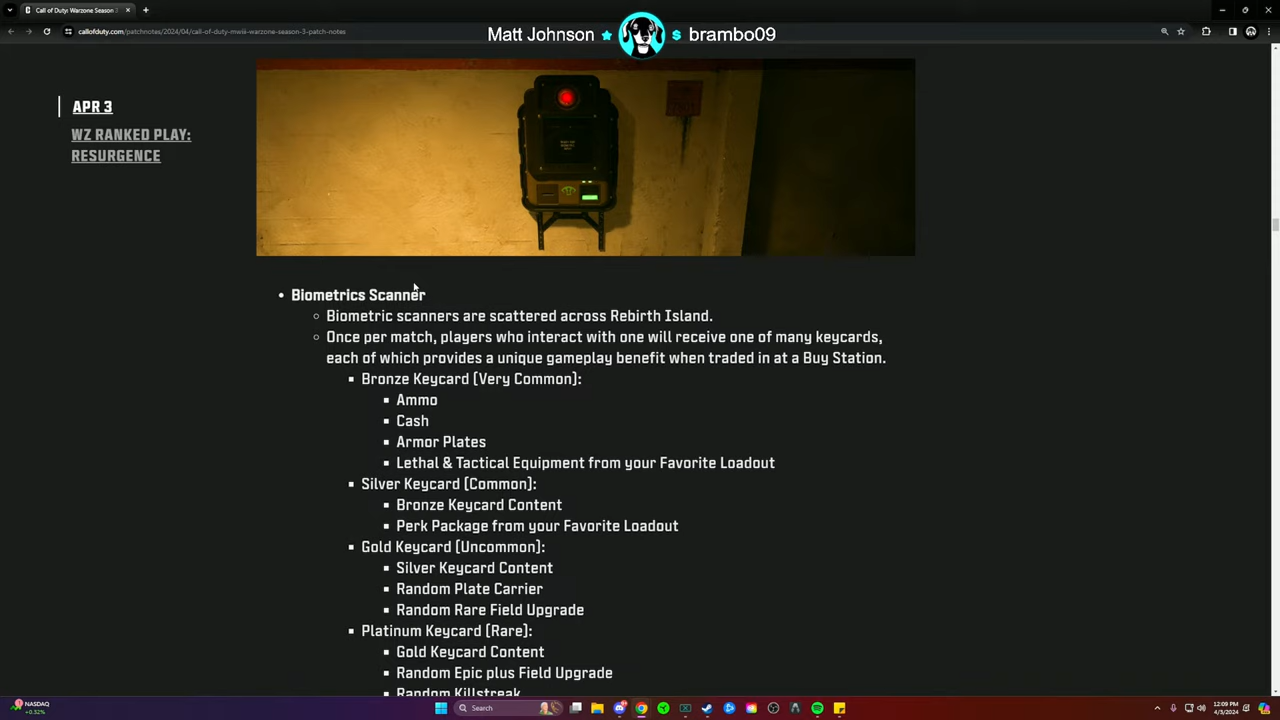 Call of Duty: Warzone Season 3
callofduty.com/patchnotes/2024/04/call-of-duty-mwiii-warzone-season-3-patch-notes
Matt Johnson
$ brambo09
APR 3
WZ RANKED PLAY:
RESURGENCE
• Biometrics Scanner
Biometric scanners are scattered across Rebirth Island.
Once per match, players who interact with one will receive one of many keycards,
each of which provides a unique gameplay benefit when traded in at a Buy Station.
Bronze Keycard (Very Common):
Ammo
Cash
Armor Plates
Lethal & Tactical Equipment from your Favorite Loadout
Silver Keycard (Common):
Bronze Keycard Content
Perk Package from your Favorite Loadout
Gold Keycard (Uncommon):
Silver Keycard Content
Random Plate Carrier
Random Rare Field Upgrade
Platinum Keycard (Rare):
Gold Keycard Content
Random Epic plus Field Upgrade
Random Killstreak
NASDAQ
+0.32%
Search
12:09 PM
4/3/2024